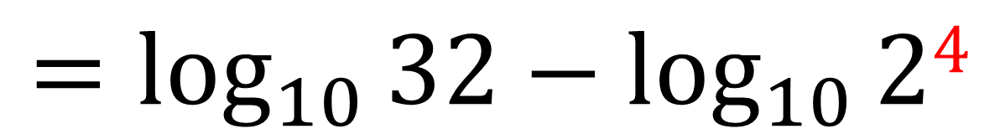 = log₁₀ 32 − log₁₀ 2⁴